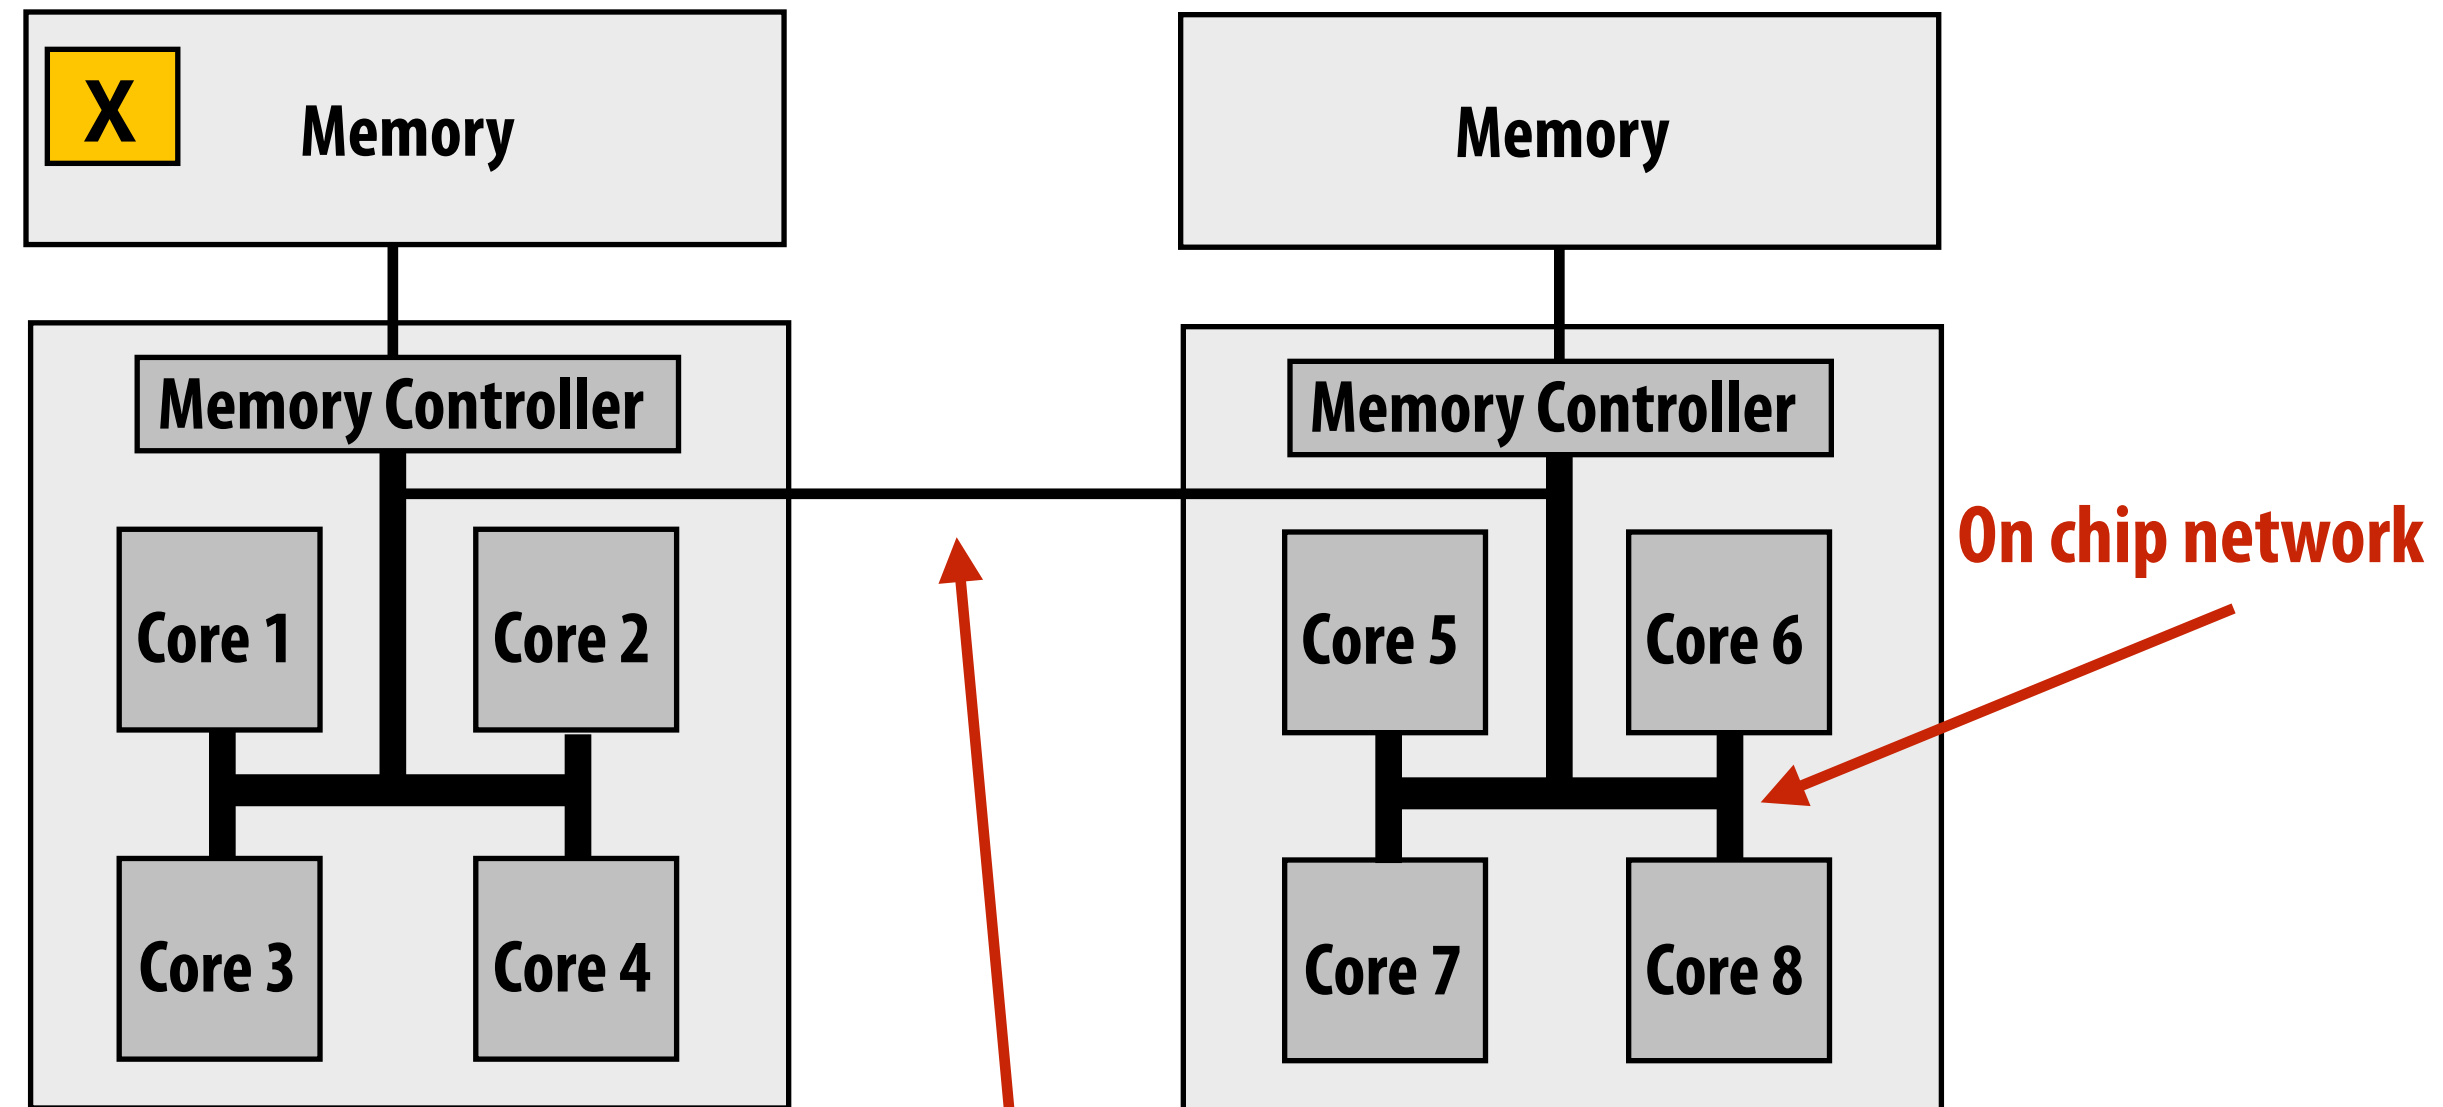 X
Memory
Memory
Memory Controller
Memory Controller
On chip network
Core 1
Core 2
Core 5
Core 6
Core 3
Core 4
Core 7
Core 8